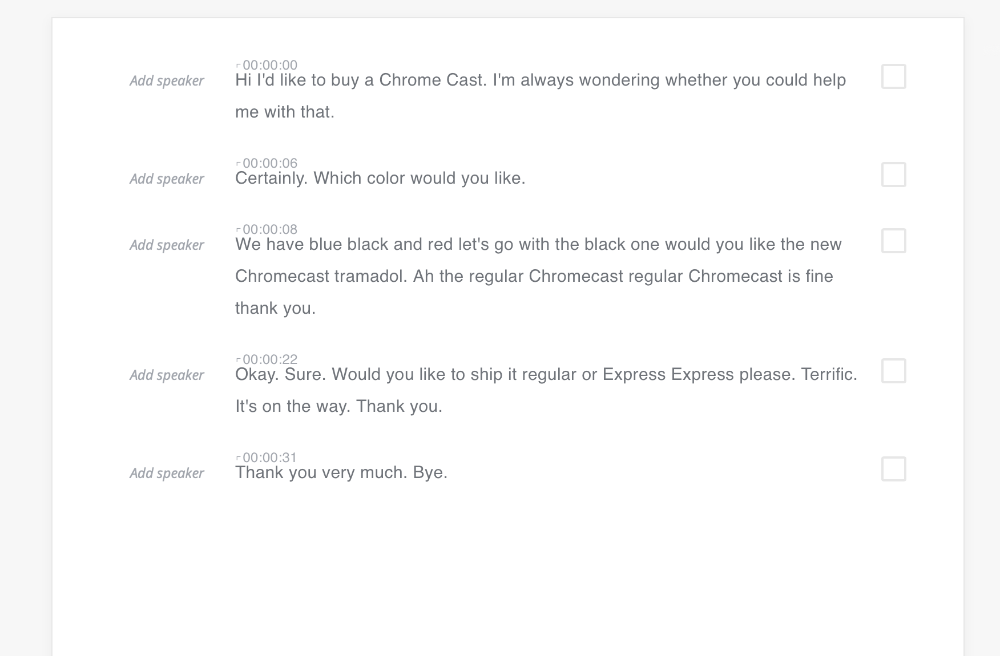 00:00:00
Add speaker
Hi I'd like to buy a Chrome Cast. I'm always wondering whether you could help
me with that.
00:00:06
Add speaker
Certainly. Which color would you like.
00:00:08
Add speaker
We have blue black and red let's go with the black one would you like the new
Chromecast tramadol. Ah the regular Chromecast regular Chromecast is fine
thank you.
00:00:22
Add speaker
Okay. Sure. Would you like to ship it regular or Express Express please. Terrific.
It's on the way. Thank you.
00:00:31
Add speaker
Thank you very much. Bye.